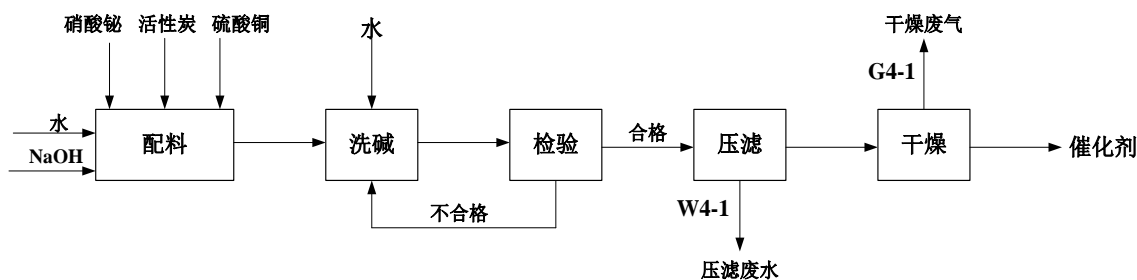 硝酸铋 活性炭 硫酸铜
水
干燥废气
G4-1
水
NaOH
配料
洗碱
检验
合格
压滤
干燥
催化剂
不合格
W4-1
压滤废水